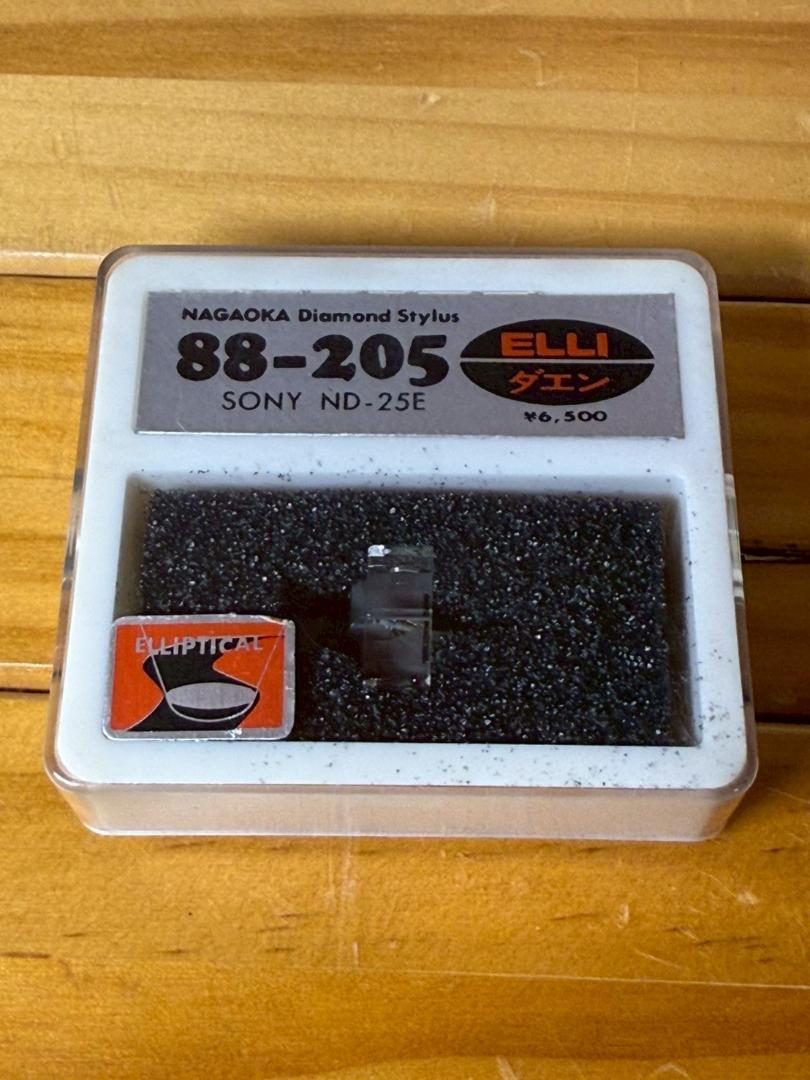 NAGAOKA Diamond Stylus
88-205
SONY ND-25E
ELLI
ダエン
¥6,500
ELLIPTICAL